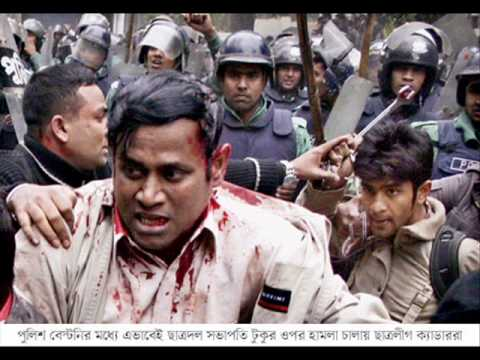 পুলিশ বেস্টনির মধ্যে এভাবেই ছাত্রদল সভাপতি টুকুর ওপর হামলা চালায় ছাত্রলীগ ক্যাডাররা